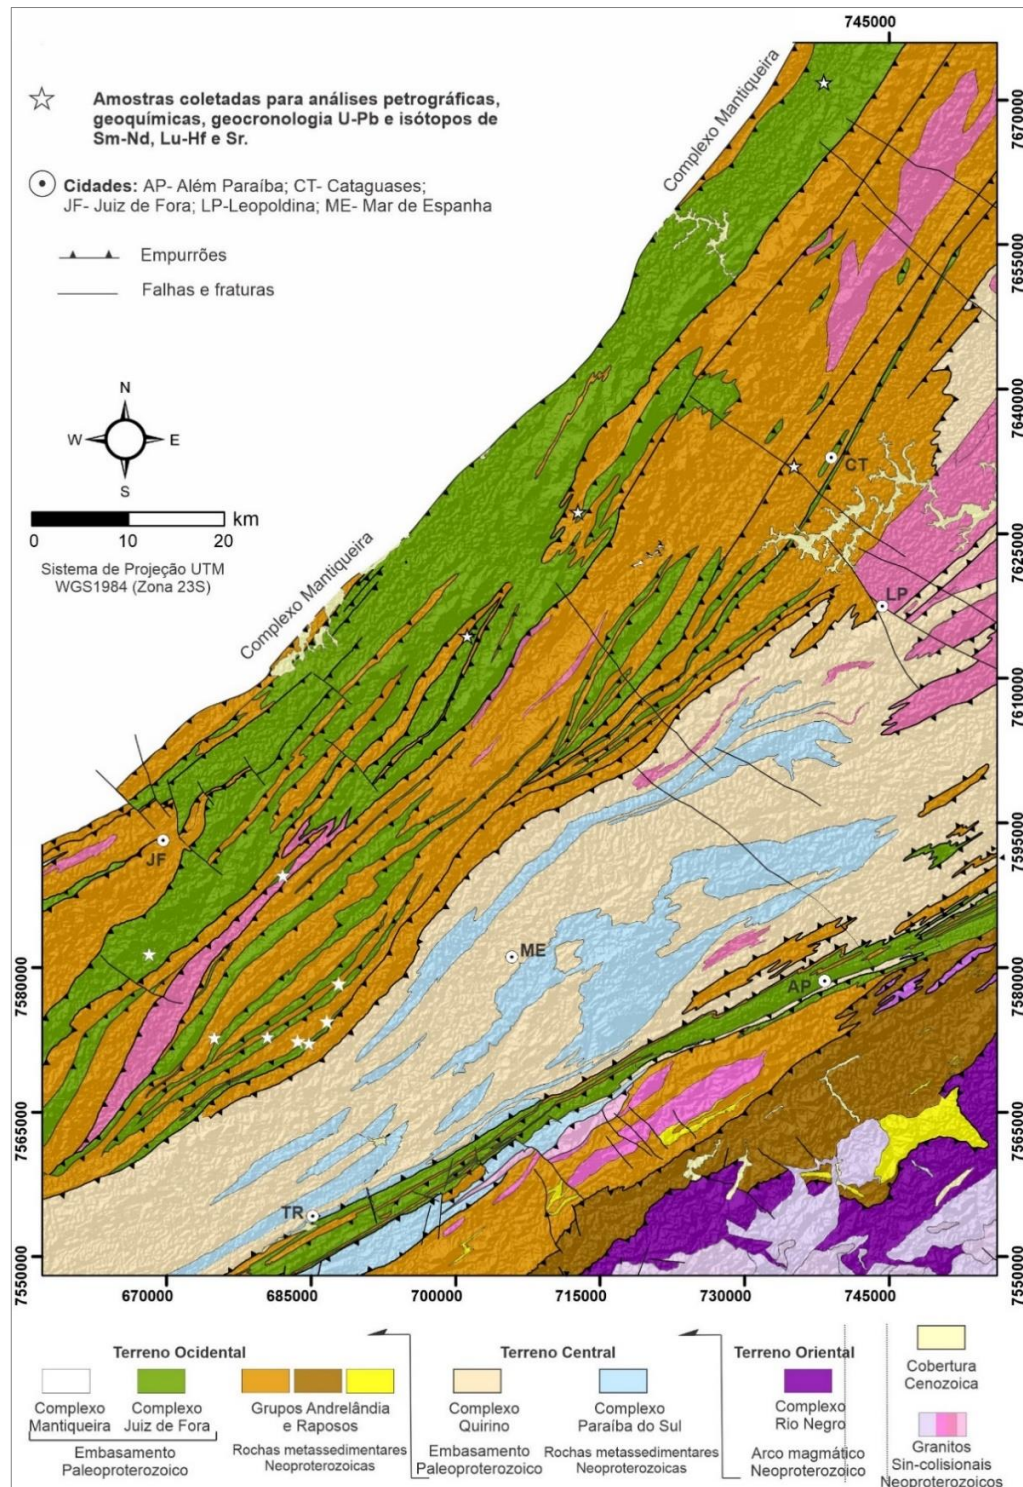 745000
Amostras coletadas para análises petrográficas,
geoquímicas, geocronologia U-Pb e isótopos de
Sm-Nd, Lu-Hf e Sr.
Cidades: AP- Além Paraíba; CT- Cataguases;
JF- Juiz de Fora; LP-Leopoldina; ME- Mar de Espanha
Empurrões
Falhas e fraturas
N
W E
S
km
0 10 20
Sistema de Projeção UTM
WGS1984 (Zona 23S)
Complexo Mantiqueira
Complexo Mantiqueira
7670000
7655000
7640000
7625000
7610000
7595000
7580000
7565000
7550000
CT
LP
JF
ME
AP
TR
7580000
7565000
7550000
670000 685000 700000 715000 730000 745000
Terreno Ocidental
Complexo
Mantiqueira
Complexo
Juiz de Fora
Embasamento
Paleoproterozoico
Grupos Andrelândia
e Raposos
Rochas metassedimentares
Neoproterozoicas
Terreno Central
Complexo
Quirino
Embasamento
Paleoproterozoico
Complexo
Paraíba do Sul
Rochas metassedimentares
Neoproterozoicas
Terreno Oriental
Complexo
Rio Negro
Arco magmático
Neoproterozoico
Cobertura
Cenozoica
Granitos
Sin-colisionais
Neoproterozoicos